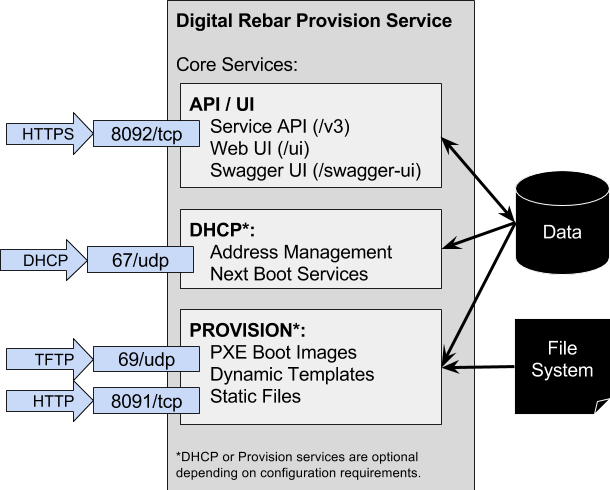 Digital Rebar Provision Service
Core Services:
API / UI
Service API (/v3)
Web UI (/ui)
Swagger UI (/swagger-ui)
HTTPS
8092/tcp
DHCP*:
Address Management
Next Boot Services
DHCP
67/udp
PROVISION*:
PXE Boot Images
Dynamic Templates
Static Files
TFTP
69/udp
HTTP
8091/tcp
Data
File
System
*DHCP or Provision services are optional
depending on configuration requirements.